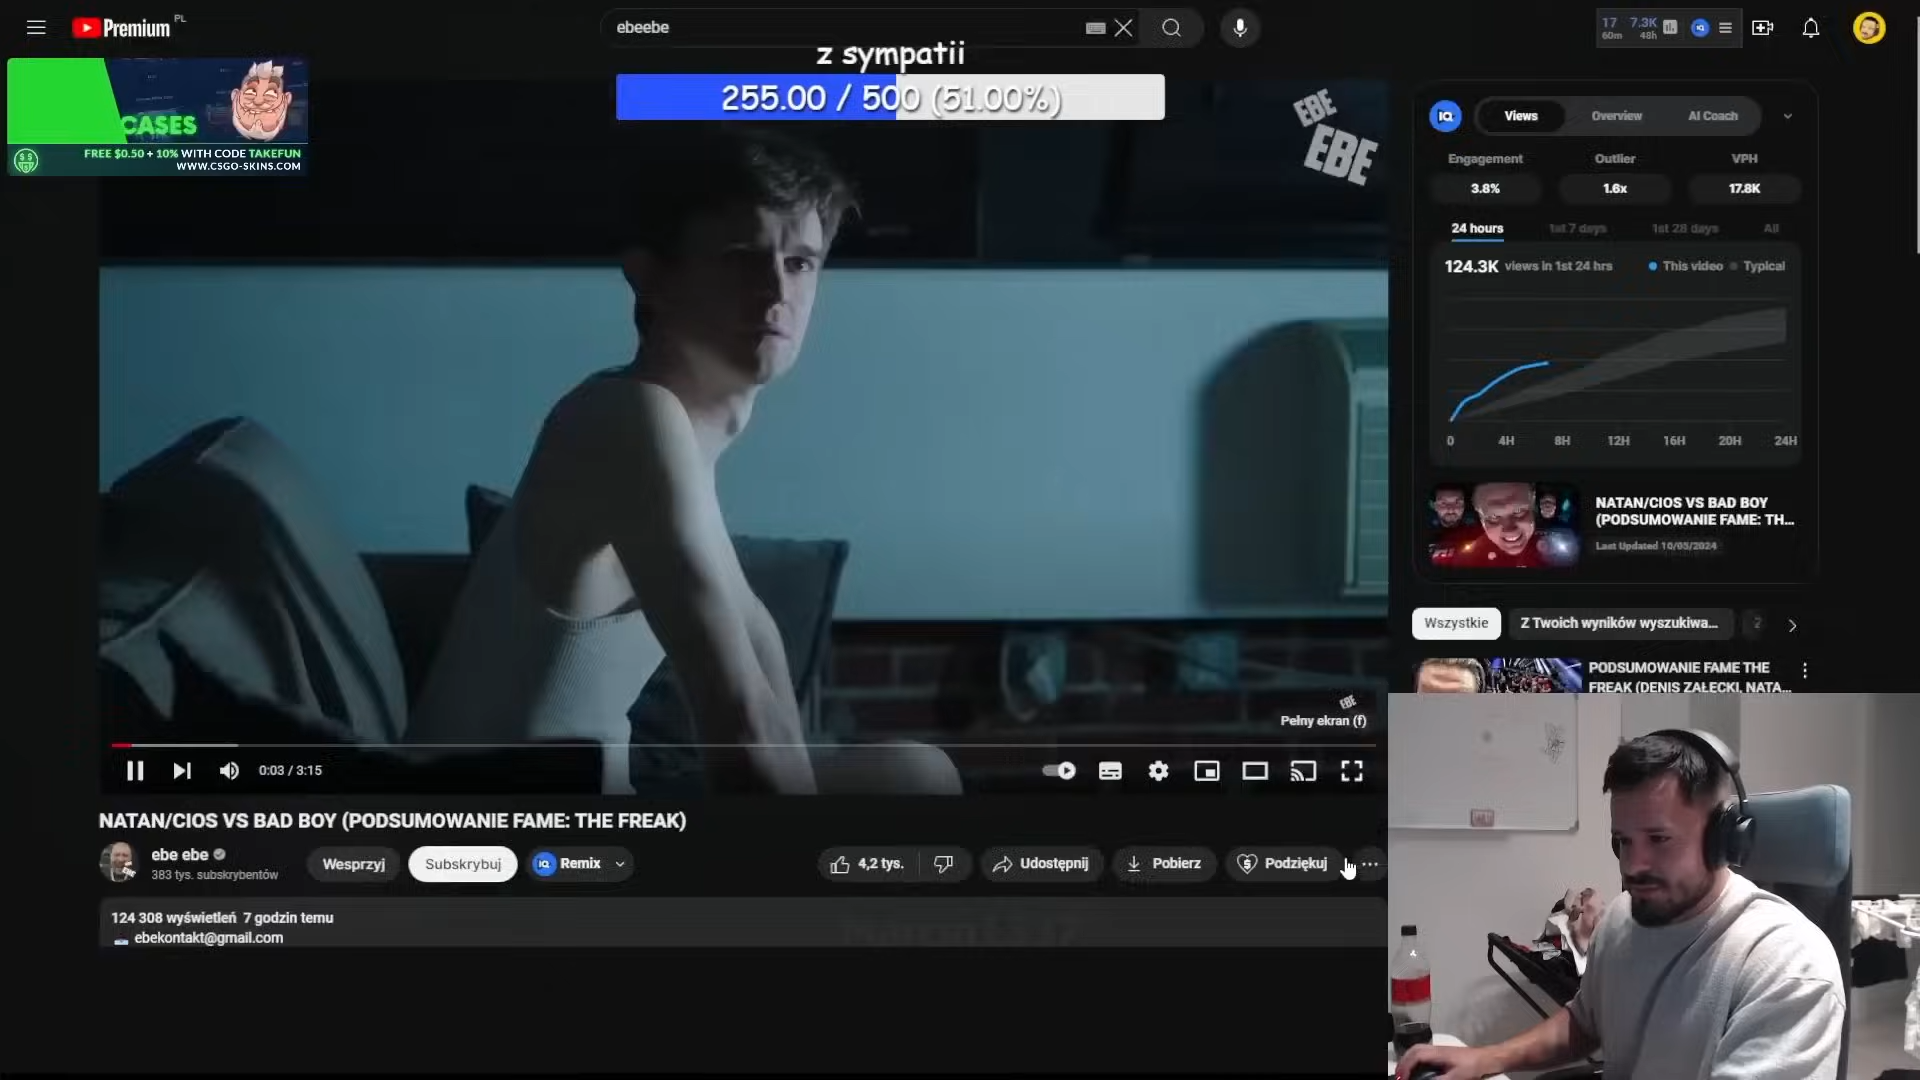 Premium PL
ebeebe
17 7.3K
60m 48h
z sympatii
255.00 / 500 (51.00%)
CASES
FREE $0.50 + 10% WITH CODE TAKEFUN
WWW.CSGO-SKINS.COM
EBE
EBE
IQ
Views Overview AI Coach
Engagement Outlier VPH
3.8% 1.6x 17.8K
24 hours 1st 7 days 1st 28 days All
124.3K views in 1st 24 hrs This video Typical
0 4H 8H 12H 16H 20H 24H
NATAN/CIOS VS BAD BOY
(PODSUMOWANIE FAME: TH...
Last Updated 10/05/2024
Wszystkie Z Twoich wyników wyszukiwa...
PODSUMOWANIE FAME THE
FREAK (DENIS ZAŁECKI, NATA...
EBE
Pełny ekran (f)
0:03 / 3:15
NATAN/CIOS VS BAD BOY (PODSUMOWANIE FAME: THE FREAK)
ebe ebe
383 tys. subskrybentów
Wesprzyj Subskrybuj IQ Remix
4,2 tys. Udostępnij Pobierz Podziękuj ...
124 308 wyświetleń 7 godzin temu
ebekontakt@gmail.com